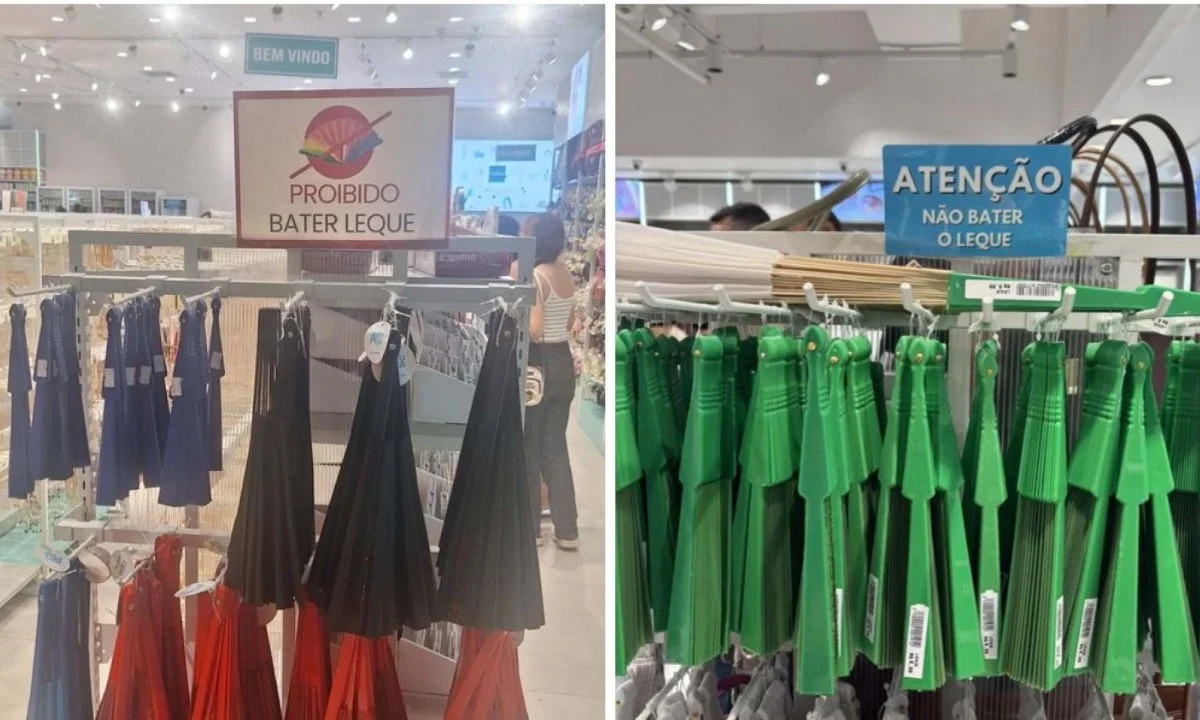 BEM VINDO
PROIBIDO
BATER LEQUE
ATENÇÃO
NÃO BATER
O LEQUE